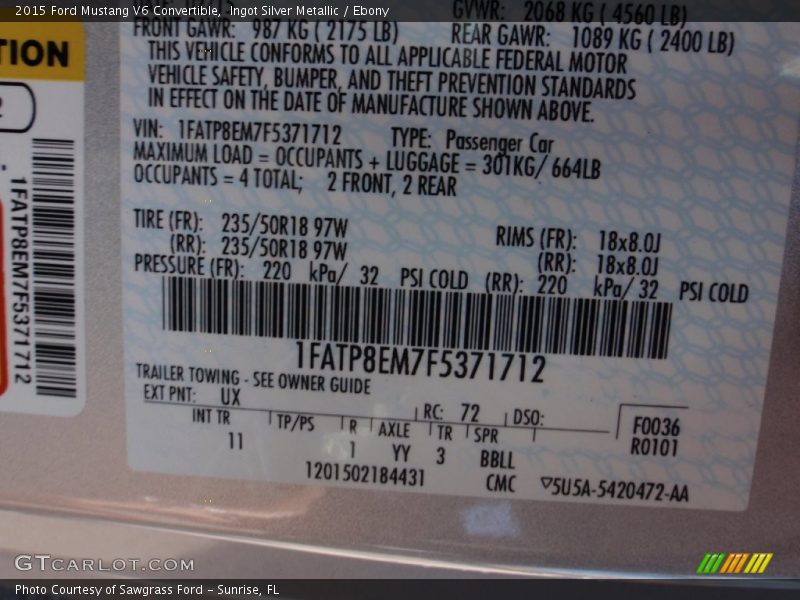 2015 Ford Mustang V6 Convertible, Ingot Silver Metallic / Ebony
GVWR: 2068 KG ( 4560 LB)
FRONT GAWR: 987 KG ( 2175 LB) REAR GAWR: 1089 KG ( 2400 LB)
THIS VEHICLE CONFORMS TO ALL APPLICABLE FEDERAL MOTOR
VEHICLE SAFETY, BUMPER, AND THEFT PREVENTION STANDARDS
IN EFFECT ON THE DATE OF MANUFACTURE SHOWN ABOVE.
VIN: 1FATP8EM7F5371712 TYPE: Passenger Car
MAXIMUM LOAD = OCCUPANTS + LUGGAGE = 301KG/ 664LB
OCCUPANTS = 4 TOTAL; 2 FRONT, 2 REAR
TIRE (FR): 235/50R18 97W RIMS (FR): 18x8.0J
(RR): 235/50R18 97W (RR): 18x8.0J
PRESSURE (FR): 220 kPa/ 32 PSI COLD (RR): 220 kPa/ 32 PSI COLD
1FATP8EM7F5371712
TRAILER TOWING - SEE OWNER GUIDE
EXT PNT: UX RC: 72 DSO: F0036
INT TR TP/PS R AXLE TR SPR R0101
11 1 YY 3 BBLL
1201502184431 CMC ▽5U5A-5420472-AA
TION
2
1FATP8EM7F5371712
GTCARLOT.COM
Photo Courtesy of Sawgrass Ford – Sunrise, FL